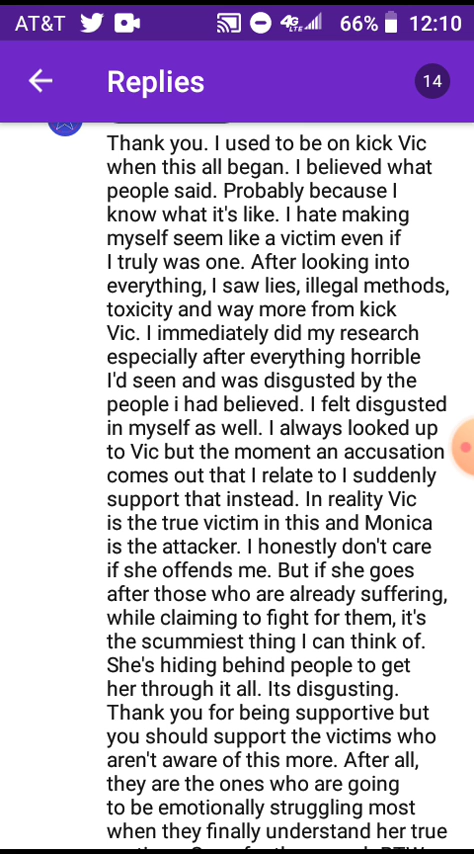 AT&T 4G LTE 66% 12:10
Replies 14
Thank you. I used to be on kick Vic
when this all began. I believed what
people said. Probably because I
know what it's like. I hate making
myself seem like a victim even if
I truly was one. After looking into
everything, I saw lies, illegal methods,
toxicity and way more from kick
Vic. I immediately did my research
especially after everything horrible
I'd seen and was disgusted by the
people i had believed. I felt disgusted
in myself as well. I always looked up
to Vic but the moment an accusation
comes out that I relate to I suddenly
support that instead. In reality Vic
is the true victim in this and Monica
is the attacker. I honestly don't care
if she offends me. But if she goes
after those who are already suffering,
while claiming to fight for them, it's
the scummiest thing I can think of.
She's hiding behind people to get
her through it all. Its disgusting.
Thank you for being supportive but
you should support the victims who
aren't aware of this more. After all,
they are the ones who are going
to be emotionally struggling most
when they finally understand her true